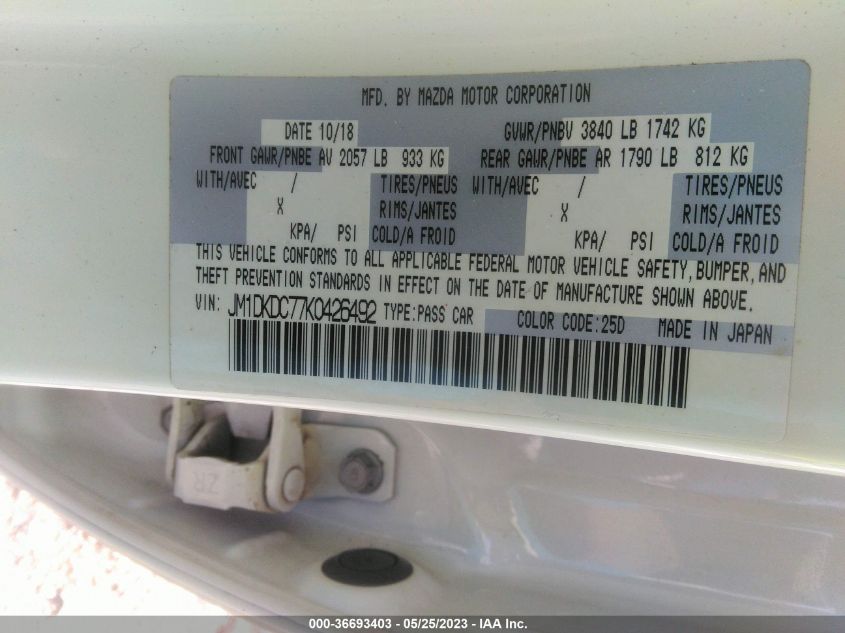 MFD. BY MAZDA MOTOR CORPORATION
DATE 10/18 GVWR/PNBV 3840 LB 1742 KG
FRONT GAWR/PNBE AV 2057 LB 933 KG REAR GAWR/PNBE AR 1790 LB 812 KG
WITH/AVEC / TIRES/PNEUS WITH/AVEC / TIRES/PNEUS
X RIMS/JANTES X RIMS/JANTES
KPA/ PSI COLD/A FROID KPA/ PSI COLD/A FROID
THIS VEHICLE CONFORMS TO ALL APPLICABLE FEDERAL MOTOR VEHICLE SAFETY, BUMPER, AND
THEFT PREVENTION STANDARDS IN EFFECT ON THE DATE OF MANUFACTURE SHOWN ABOVE.
VIN: JM1DKDC77K0426492 TYPE:PASS CAR COLOR CODE:25D MADE IN JAPAN
ZR
000-36693403 - 05/25/2023 - IAA Inc.